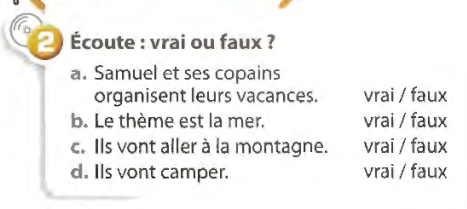 2 Écoute : vrai ou faux ?
a. Samuel et ses copains
organisent leurs vacances. vrai / faux
b. Le thème est la mer. vrai / faux
c. Ils vont aller à la montagne. vrai / faux
d. Ils vont camper. vrai / faux